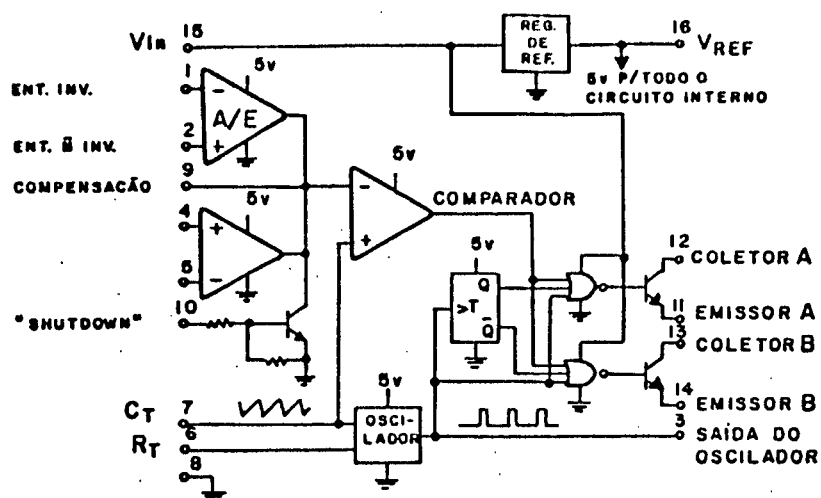 Vin 15
REG. DE REF.
16 VREF
5v P/TODO O CIRCUITO INTERNO
ENT. INV. 1
5v
A/E
- +
ENT. Ñ INV. 2
COMPENSAÇÃO 9
5v
- +
COMPARADOR
4
5v
+ -
5
"SHUTDOWN" 10
5v
>T
Q
Q̅
12 COLETOR A
11 EMISSOR A
13 COLETOR B
14 EMISSOR B
CT 7
RT 6
8
5v
OSCI-
LADOR
3 SAÍDA DO
OSCILADOR